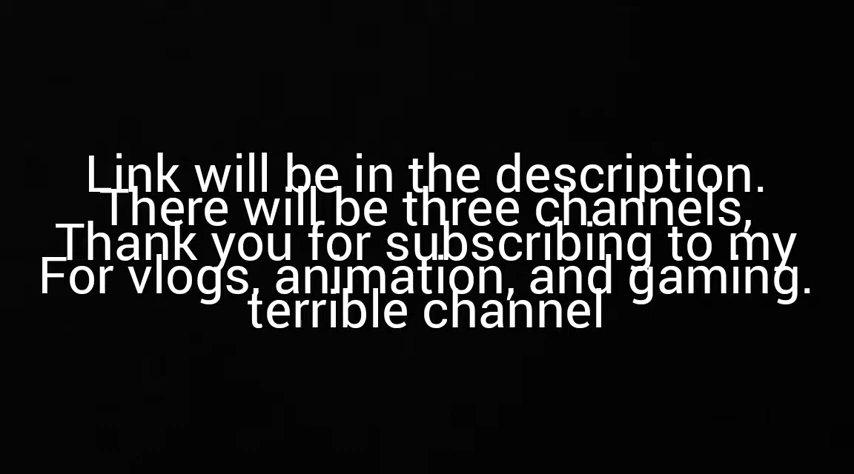 Link will be in the description.
There will be three channels,
Thank you for subscribing to my
For vlogs, animation, and gaming.
terrible channel